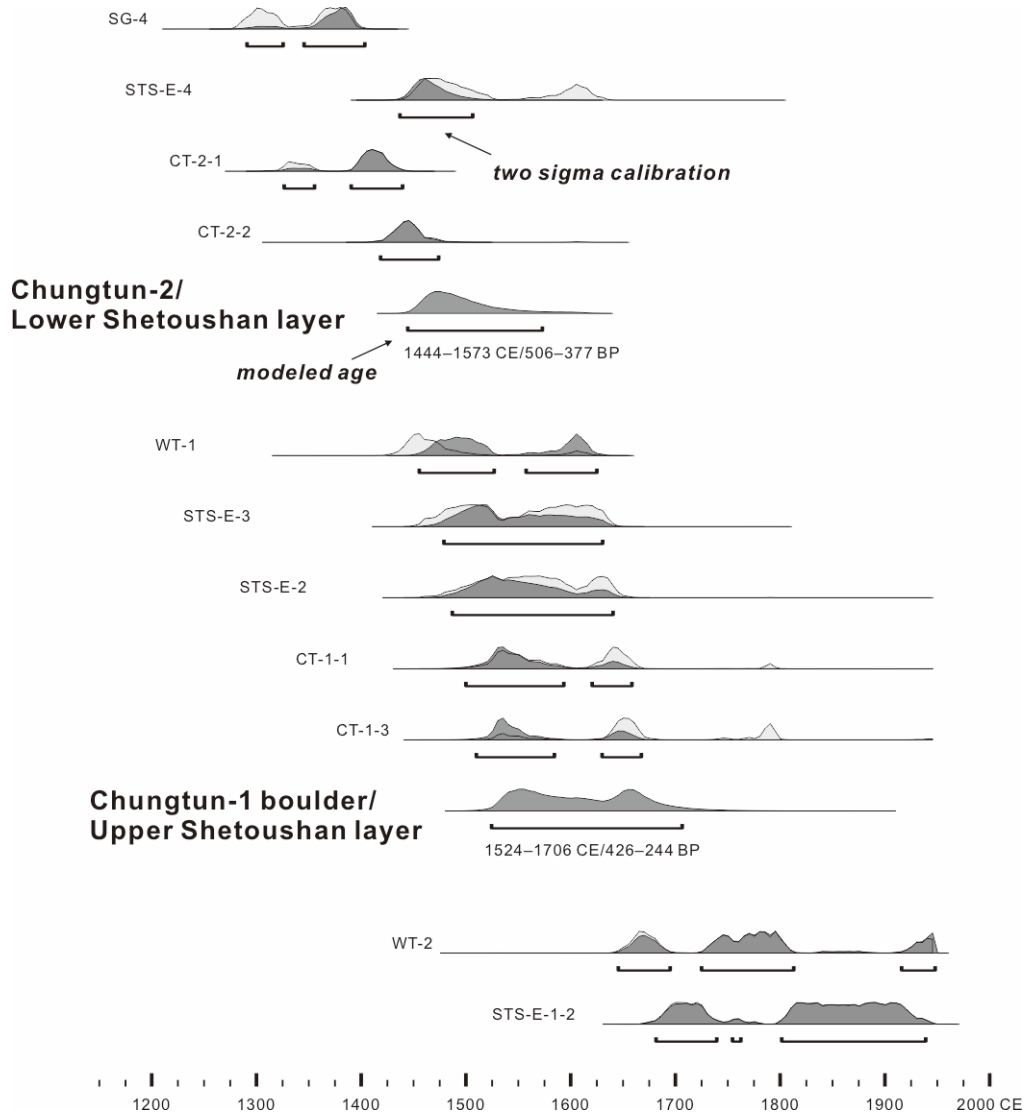 SG-4
STS-E-4
CT-2-1
two sigma calibration
CT-2-2
Chungtun-2/
Lower Shetoushan layer
1444–1573 CE/506–377 BP
modeled age
WT-1
STS-E-3
STS-E-2
CT-1-1
CT-1-3
Chungtun-1 boulder/
Upper Shetoushan layer
1524–1706 CE/426–244 BP
WT-2
STS-E-1-2
1200 1300 1400 1500 1600 1700 1800 1900 2000 CE